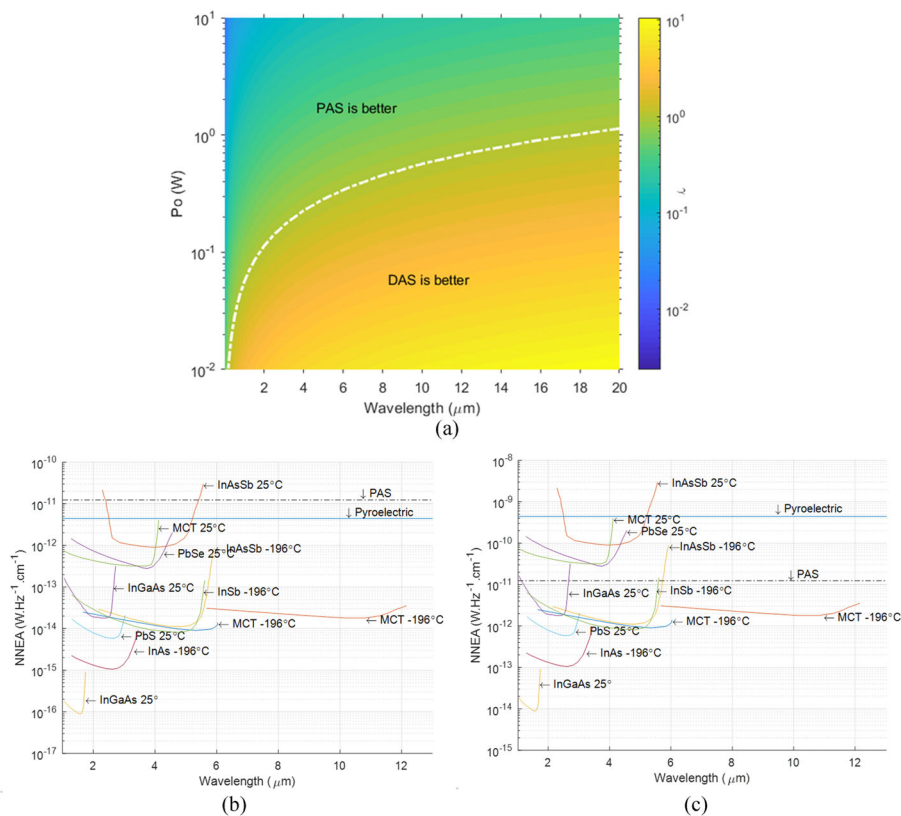 10^1
10^0
10^-1
10^-2
Po (W)
PAS is better
DAS is better
2 4 6 8 10 12 14 16 18 20
Wavelength (μm)
10^1
10^0
10^-1
10^-2
(a)
10^-10
10^-11
10^-12
10^-13
10^-14
10^-15
10^-16
10^-17
NNEA (W.Hz^-1.cm^-1)
← InAsSb 25°C
↓ PAS
↓ Pyroelectric
← MCT 25°C
← InAsSb -196°C
← PbSe 25°C
← InGaAs 25°C
← InSb -196°C
← MCT -196°C
← MCT -196°C
← PbS 25°C
← InAs -196°C
← InGaAs 25°
2 4 6 8 10 12
Wavelength ( μm)
(b)
10^-8
10^-9
10^-10
10^-11
10^-12
10^-13
10^-14
10^-15
NNEA (W.Hz^-1.cm^-1)
← InAsSb 25°C
↓ Pyroelectric
← MCT 25°C
← PbSe 25°C
← InAsSb -196°C
↓ PAS
← InSb -196°C
← InGaAs 25°C
← MCT -196°C
← MCT -196°C
← PbS 25°C
← InAs -196°C
← InGaAs 25°C
2 4 6 8 10 12
Wavelength ( μm)
(c)